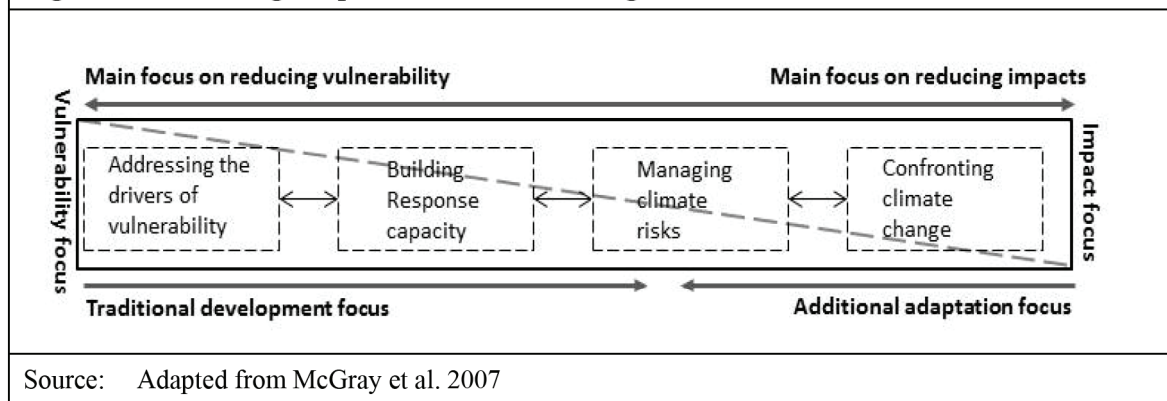 Main focus on reducing vulnerability
Main focus on reducing impacts
Vulnerability focus
Addressing the
drivers of
vulnerability
Building
Response
capacity
Managing
climate
risks
Confronting
climate
change
Impact focus
Traditional development focus
Additional adaptation focus
Source: Adapted from McGray et al. 2007